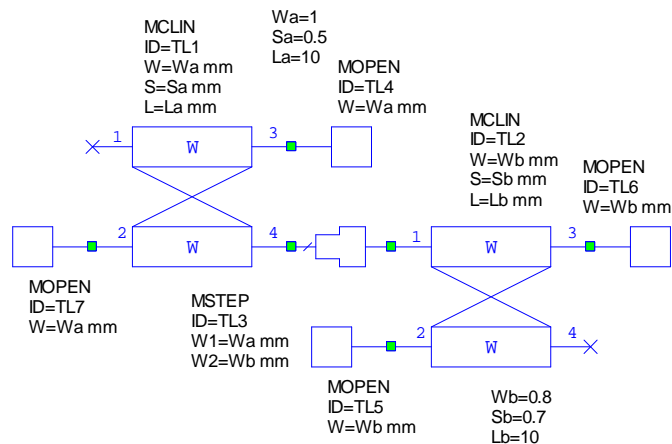 MCLIN
ID=TL1
W=Wa mm
S=Sa mm
L=La mm
Wa=1
Sa=0.5
La=10
MOPEN
ID=TL4
W=Wa mm
1
W
3
2
W
4
MOPEN
ID=TL7
W=Wa mm
MSTEP
ID=TL3
W1=Wa mm
W2=Wb mm
MCLIN
ID=TL2
W=Wb mm
S=Sb mm
L=Lb mm
MOPEN
ID=TL6
W=Wb mm
1
W
3
2
W
4
MOPEN
ID=TL5
W=Wb mm
Wb=0.8
Sb=0.7
Lb=10